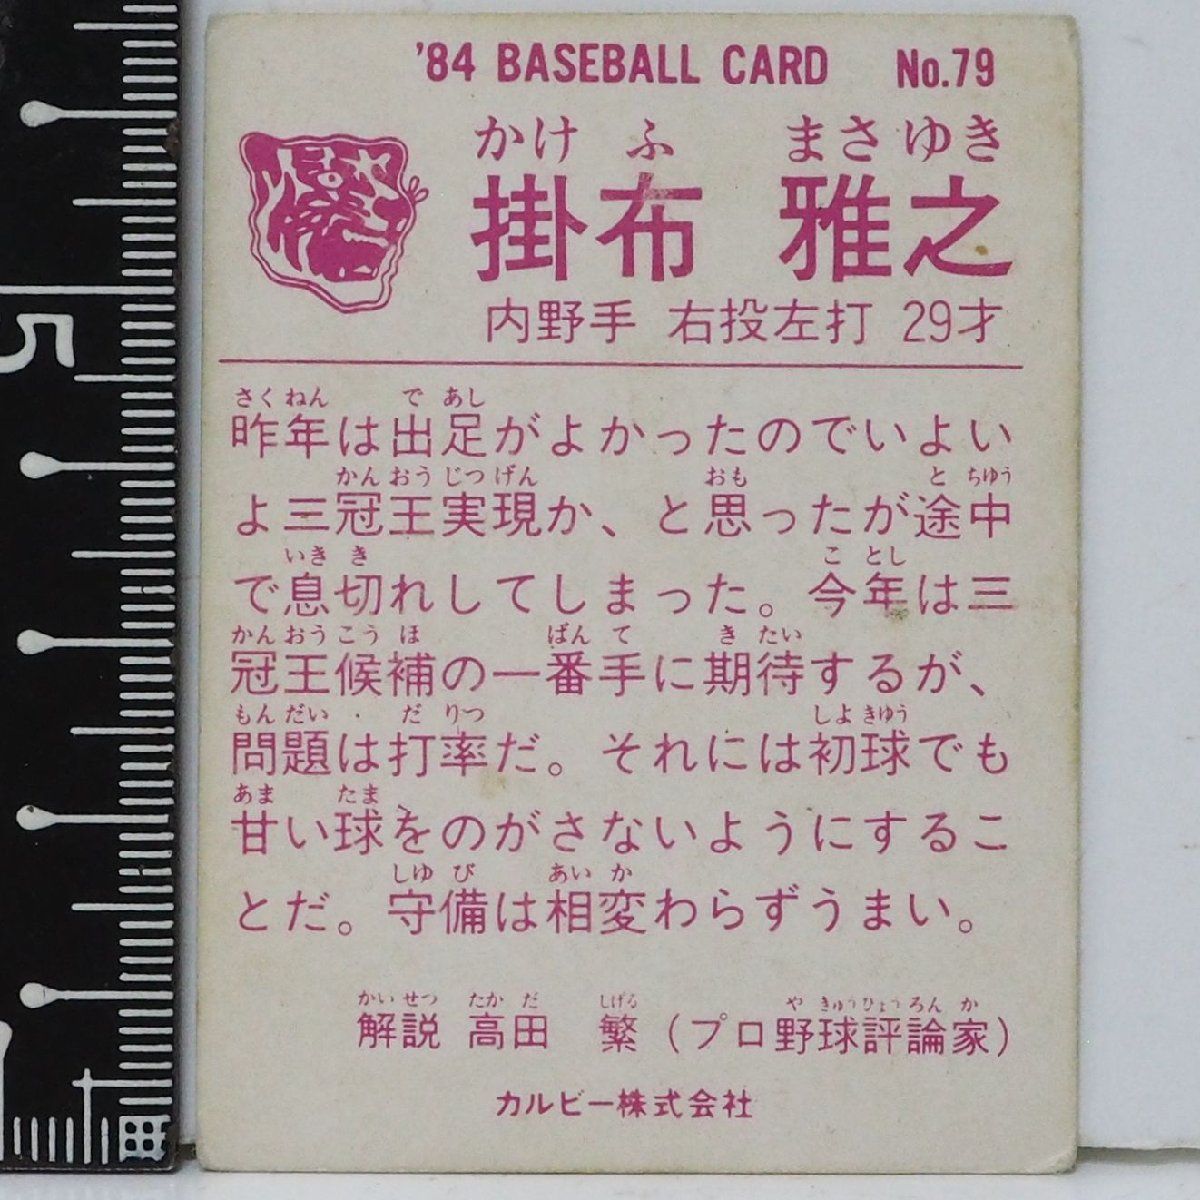 '84 BASEBALL CARD No.79
かけ ふ まさ ゆき
掛布 雅之
内野手 右投左打 29才
さく ねん で あし
昨年は出足がよかったのでいよい
かん おう じつ げん おも と ちゆう
よ三冠王実現か、と思ったが途中
いき き こ とし
で息切れしてしまった。今年は三
かん おう こう ほ ばん て き たい
冠王候補の一番手に期待するが、
もん だい だ りつ しよ きゆう
問題は打率だ。それには初球でも
あま たま
甘い球をのがさないようにするこ
しゆ び あい か
とだ。守備は相変わらずうまい。
かい せつ たか だ しげる や きゅう ひょう ろん か
解説 高田 繁(プロ野球評論家)
カルビー株式会社
5